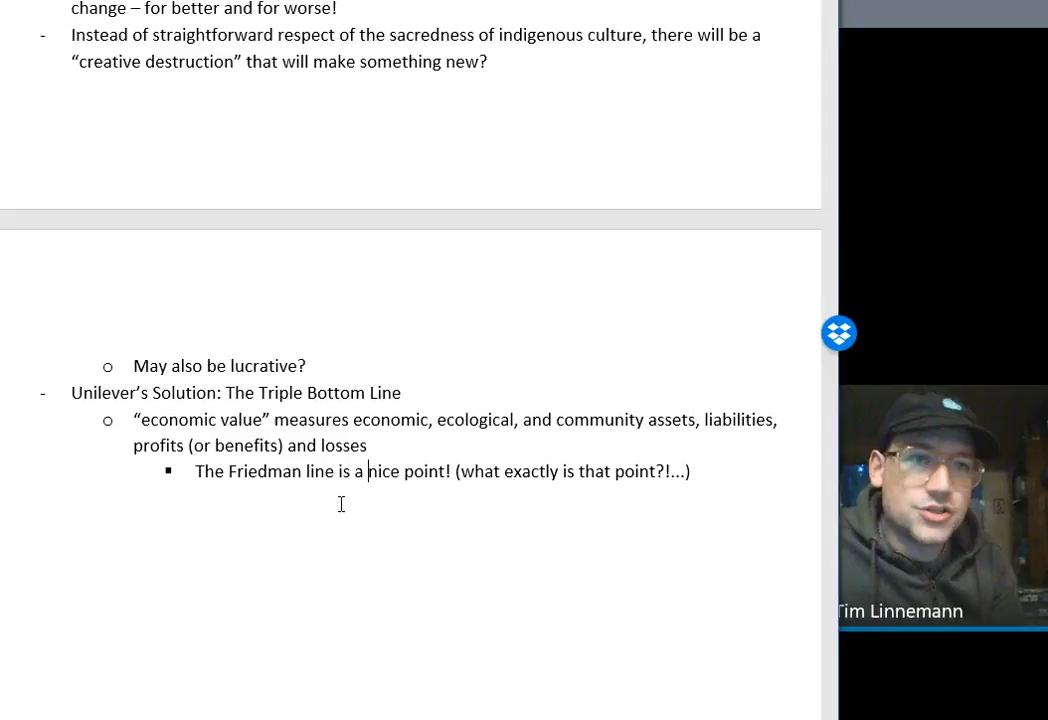 change – for better and for worse!
- Instead of straightforward respect of the sacredness of indigenous culture, there will be a
“creative destruction” that will make something new?
o May also be lucrative?
- Unilever’s Solution: The Triple Bottom Line
o “economic value” measures economic, ecological, and community assets, liabilities,
profits (or benefits) and losses
▪ The Friedman line is a nice point! (what exactly is that point?!...)
Tim Linnemann